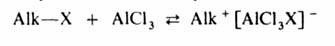 Alk—X + AlCl₃ ⇄ Alk⁺[AlCl₃X]⁻